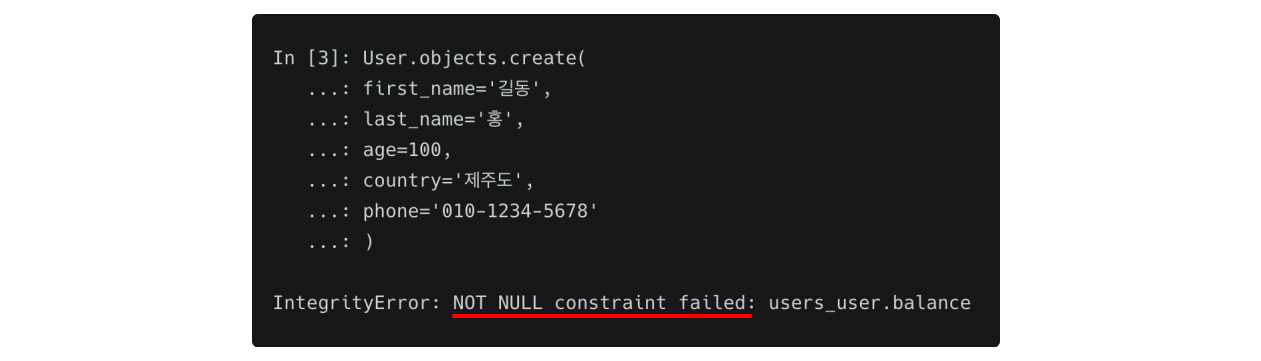 In [3]: User.objects.create(
   ...: first_name='길동',
   ...: last_name='홍',
   ...: age=100,
   ...: country='제주도',
   ...: phone='010-1234-5678'
   ...: )
IntegrityError: NOT NULL constraint failed: users_user.balance